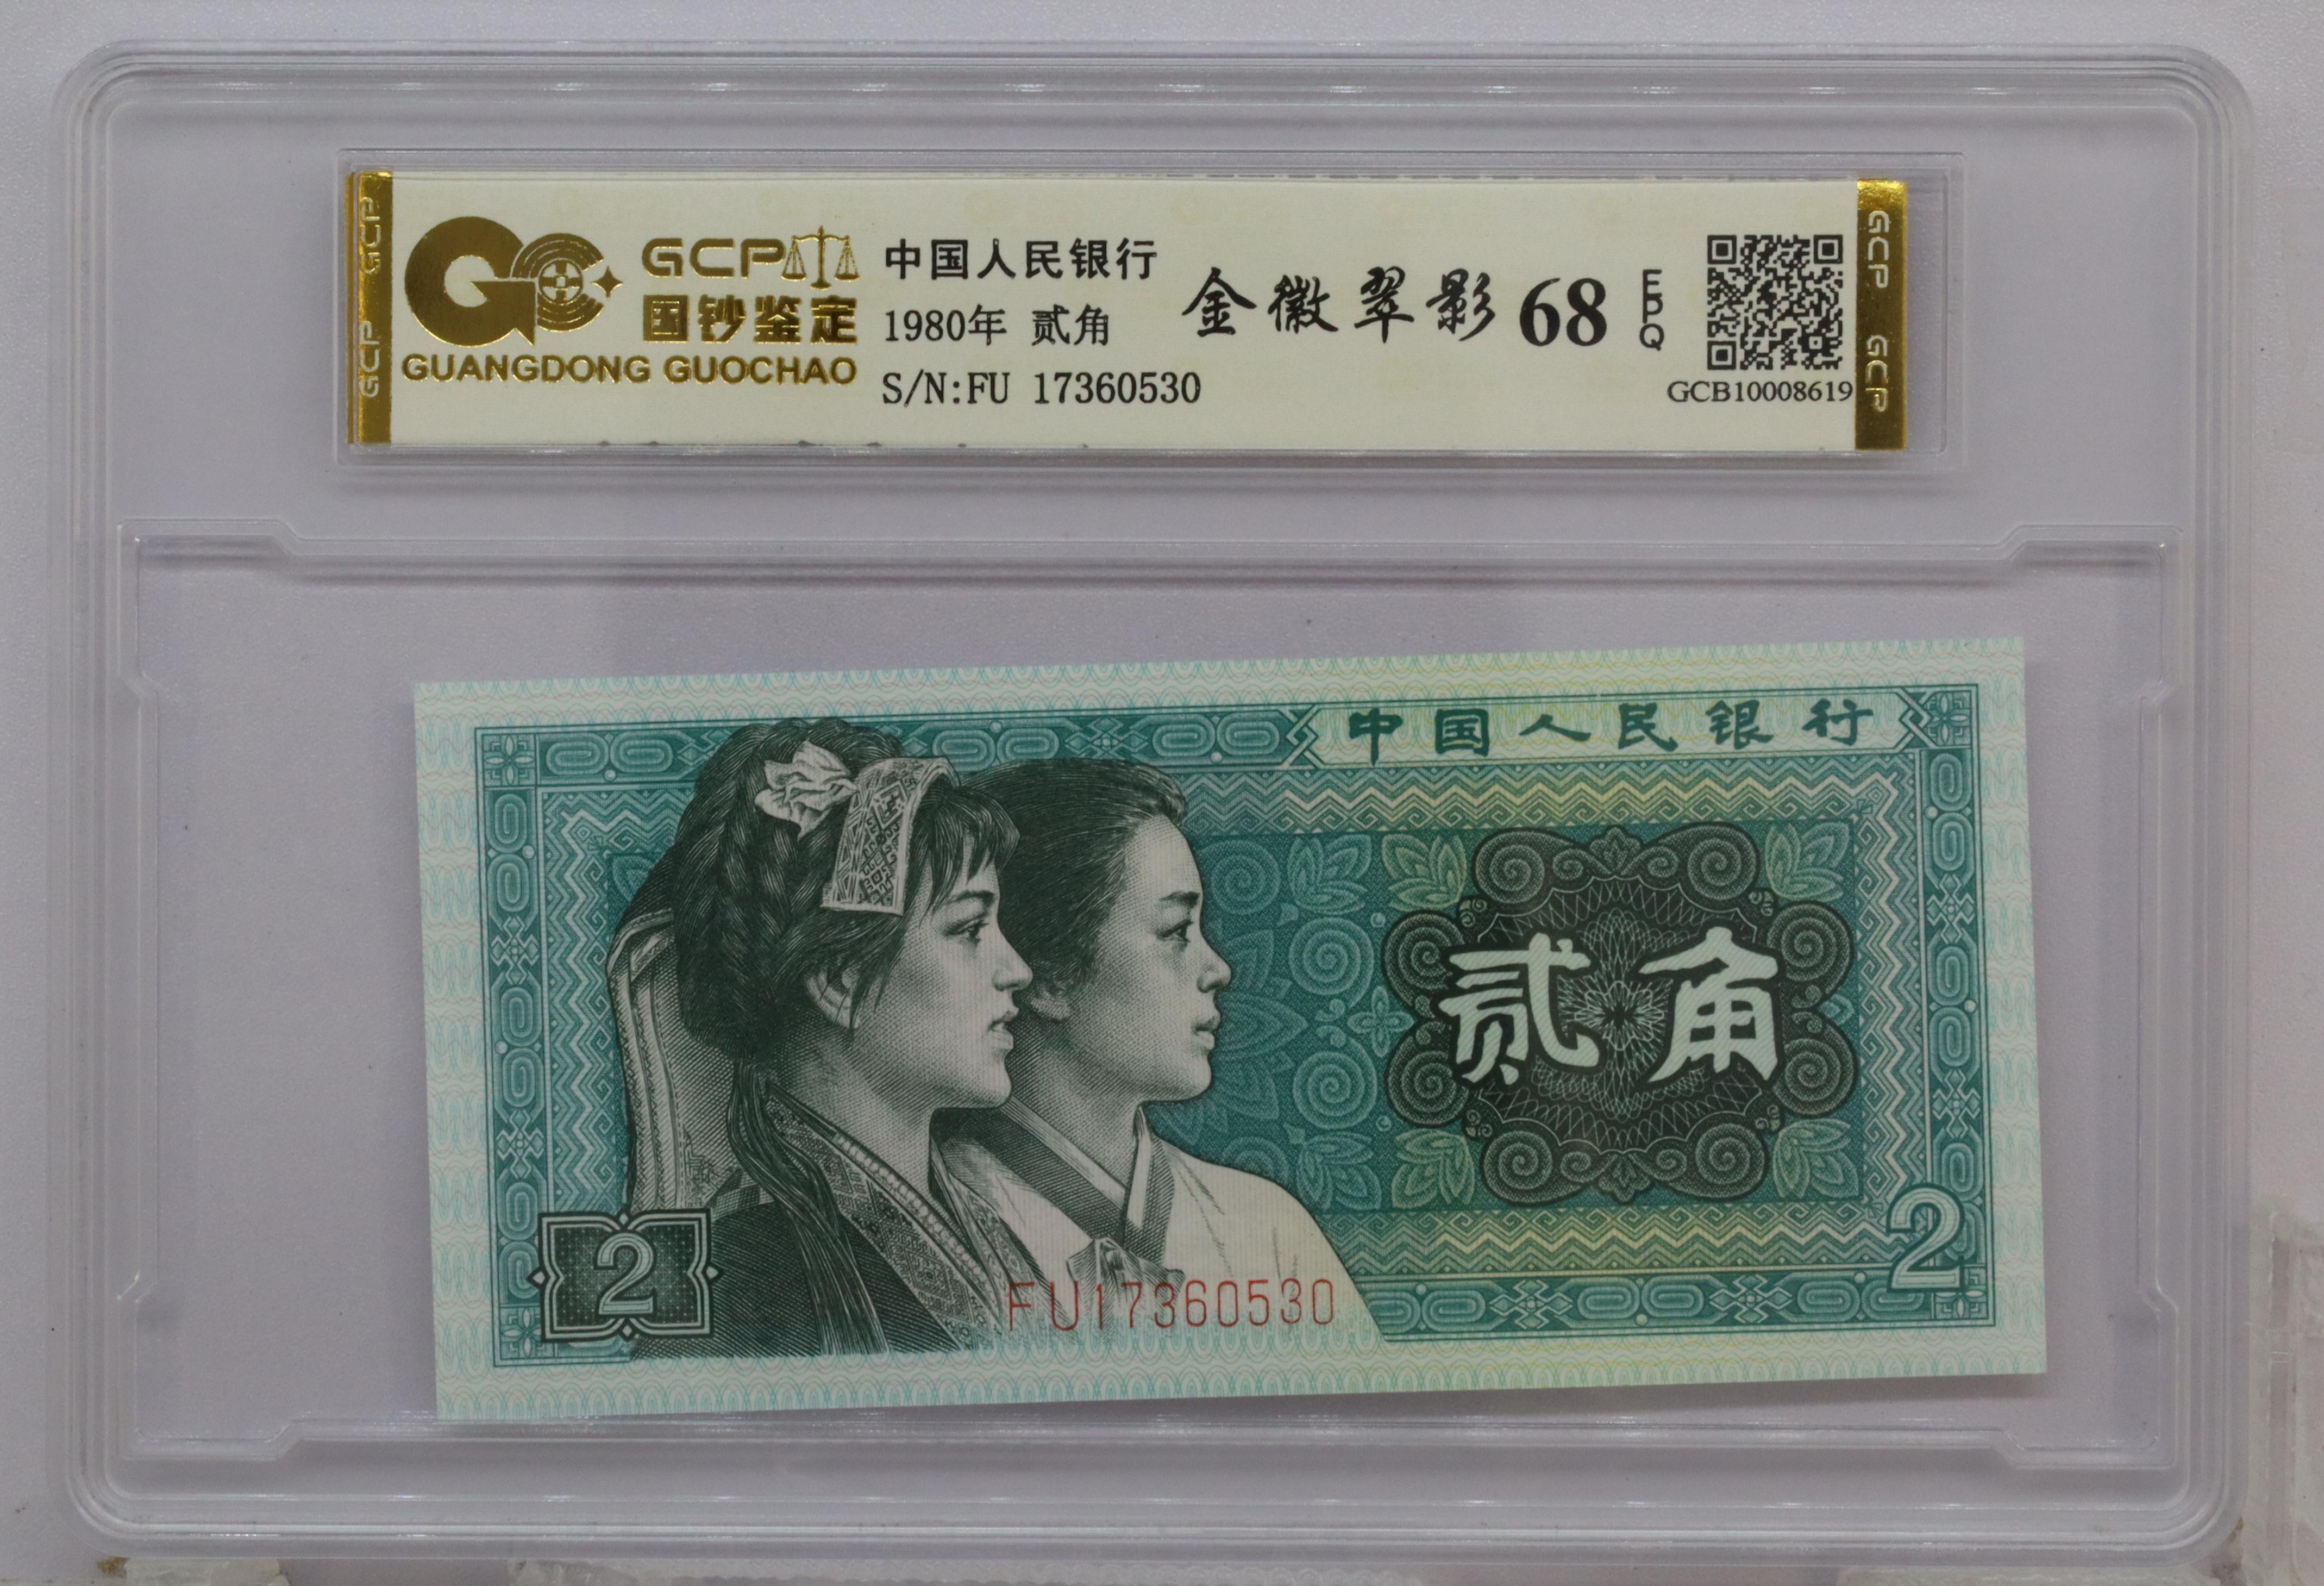 GCP
国钞鉴定
GUANGDONG GUOCHAO
中国人民银行
1980年 贰角
S/N:FU 17360530
金徽翠影 68 EPQ
GCB10008619
GCP GCP
GCP GCP
中国人民银行
贰角
2
2
FU17360530